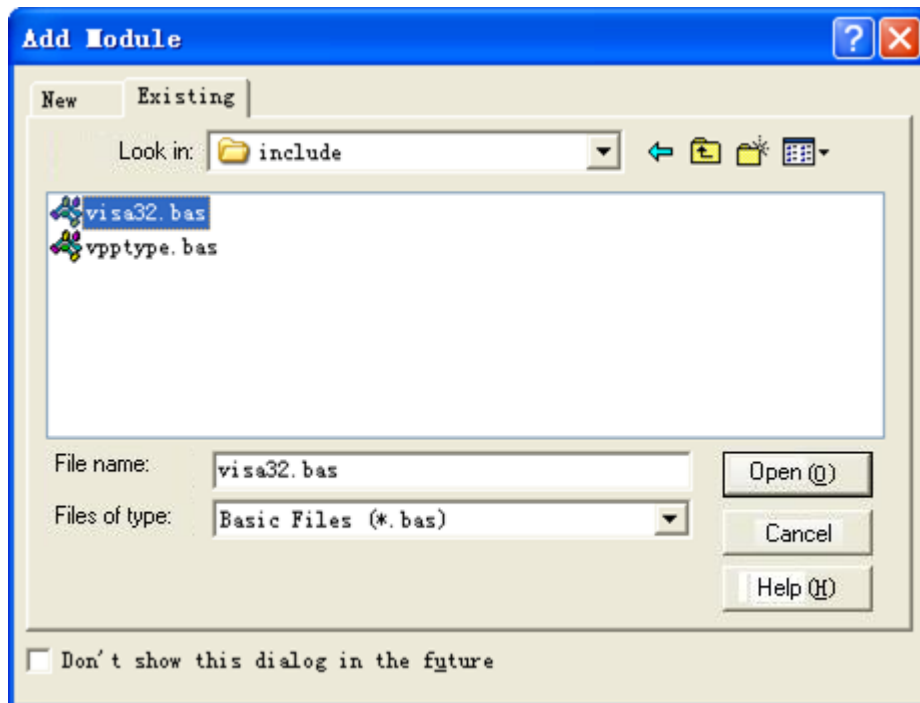 Add Module
New
Existing
Look in: include
visa32.bas
vpptype.bas
File name: visa32.bas
Open (O)
Files of type: Basic Files (*.bas)
Cancel
Help (H)
Don't show this dialog in the future